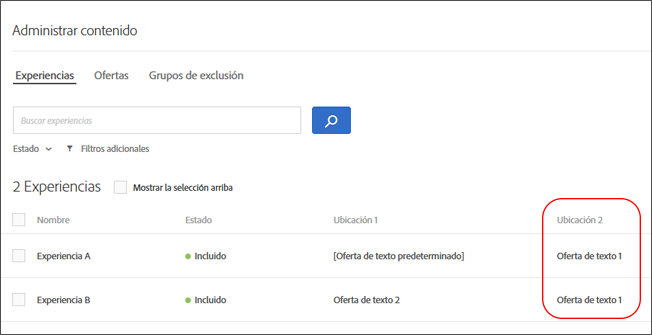 Administrar contenido
Experiencias Ofertas Grupos de exclusión
Buscar experiencias
Estado Filtros adicionales
2 Experiencias Mostrar la selección arriba
Nombre Estado Ubicación 1 Ubicación 2
Experiencia A Incluido [Oferta de texto predeterminado] Oferta de texto 1
Experiencia B Incluido Oferta de texto 2 Oferta de texto 1